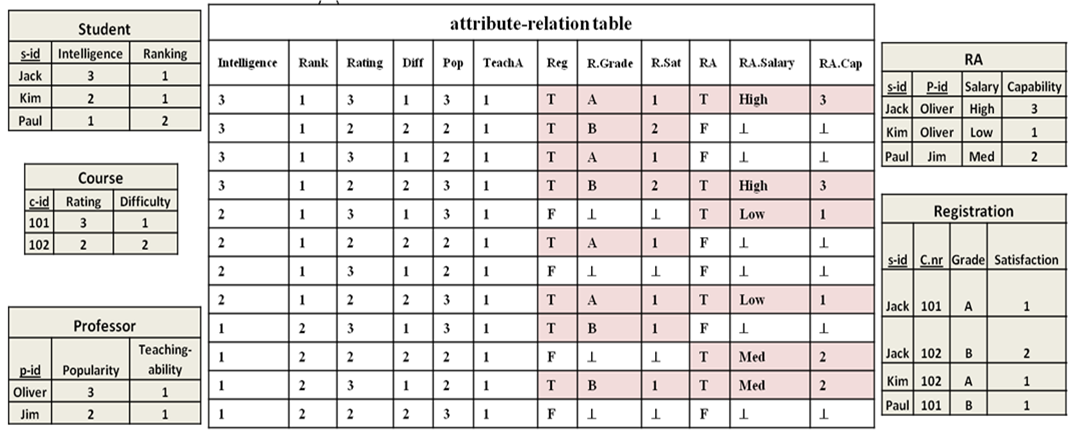 Student
s-id Intelligence Ranking
Jack 3 1
Kim 2 1
Paul 1 2
Course
c-id Rating Difficulty
101 3 1
102 2 2
Professor
p-id Popularity Teaching-
ability
Oliver 3 1
Jim 2 1
attribute-relation table
Intelligence Rank Rating Diff Pop TeachA Reg R.Grade R.Sat RA RA.Salary RA.Cap
3 1 3 1 3 1 T A 1 T High 3
3 1 2 2 2 1 T B 2 F ⊥ ⊥
3 1 3 1 2 1 T A 1 F ⊥ ⊥
3 1 2 2 3 1 T B 2 T High 3
2 1 3 1 3 1 F ⊥ ⊥ T Low 1
2 1 2 2 2 1 T A 1 F ⊥ ⊥
2 1 3 1 2 1 F ⊥ ⊥ F ⊥ ⊥
2 1 2 2 3 1 T A 1 T Low 1
1 2 3 1 3 1 T B 1 F ⊥ ⊥
1 2 2 2 2 1 F ⊥ ⊥ T Med 2
1 2 3 1 2 1 T B 1 T Med 2
1 2 2 2 3 1 F ⊥ ⊥ F ⊥ ⊥
RA
s-id P-id Salary Capability
Jack Oliver High 3
Kim Oliver Low 1
Paul Jim Med 2
Registration
s-id C.nr Grade Satisfaction
Jack 101 A 1
Jack 102 B 2
Kim 102 A 1
Paul 101 B 1